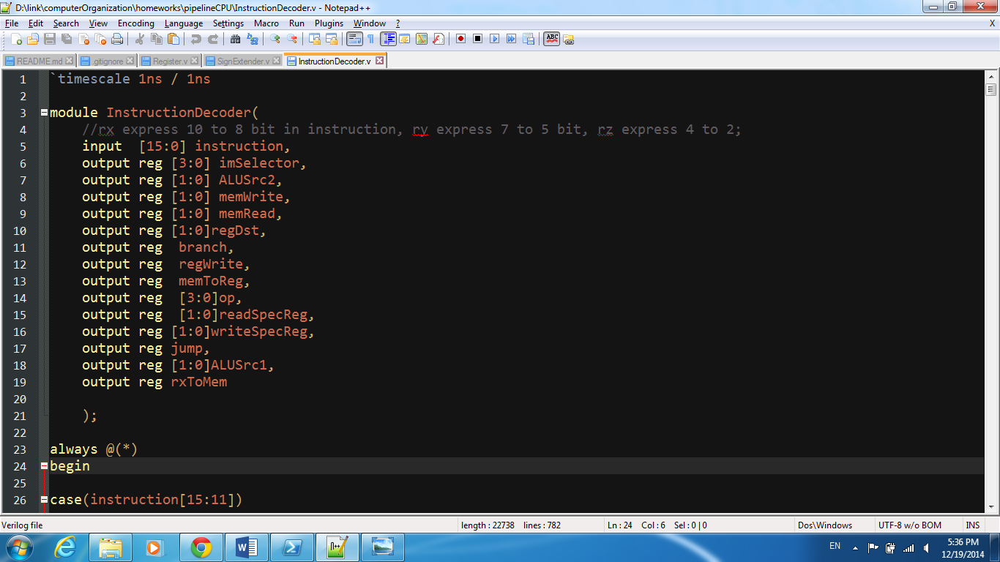 D:\link\computerOrganization\homeworks\pipelineCPU\InstructionDecoder.v - Notepad++
File Edit Search View Encoding Language Settings Macro Run Plugins Window ? X
ABC
README.md .gitignore Register.v SignExtender.v InstructionDecoder.v
1 `timescale 1ns / 1ns
2
3 module InstructionDecoder(
4 //rx express 10 to 8 bit in instruction, ry express 7 to 5 bit, rz express 4 to 2;
5 input  [15:0] instruction,
6 output reg [3:0] imSelector,
7 output reg [1:0] ALUSrc2,
8 output reg [1:0] memWrite,
9 output reg [1:0] memRead,
10 output reg [1:0]regDst,
11 output reg  branch,
12 output reg  regWrite,
13 output reg  memToReg,
14 output reg  [3:0]op,
15 output reg  [1:0]readSpecReg,
16 output reg [1:0]writeSpecReg,
17 output reg jump,
18 output reg [1:0]ALUSrc1,
19 output reg rxToMem
20
21 );
22
23 always @(*)
24 begin
25
26 case(instruction[15:11])
Verilog file length : 22738 lines : 782 Ln : 24 Col : 6 Sel : 0 | 0 Dos\Windows UTF-8 w/o BOM INS
EN 5:36 PM
12/19/2014